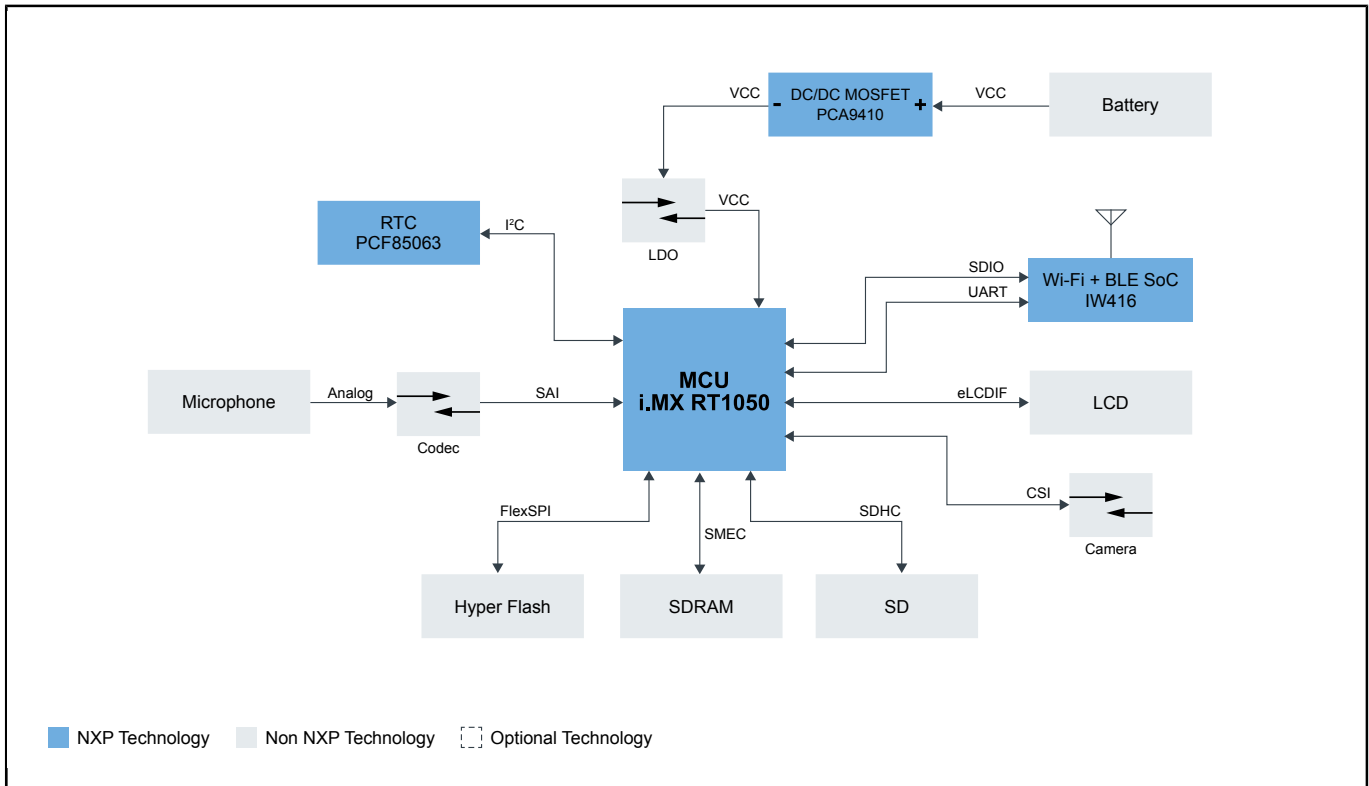 VCC
- DC/DC MOSFET +
PCA9410
VCC
Battery
VCC
LDO
RTC
PCF85063
I²C
SDIO
UART
Wi-Fi + BLE SoC
IW416
MCU
i.MX RT1050
Microphone
Analog
Codec
SAI
eLCDIF
LCD
CSI
Camera
FlexSPI
SMEC
SDHC
Hyper Flash
SDRAM
SD
NXP Technology
Non NXP Technology
Optional Technology